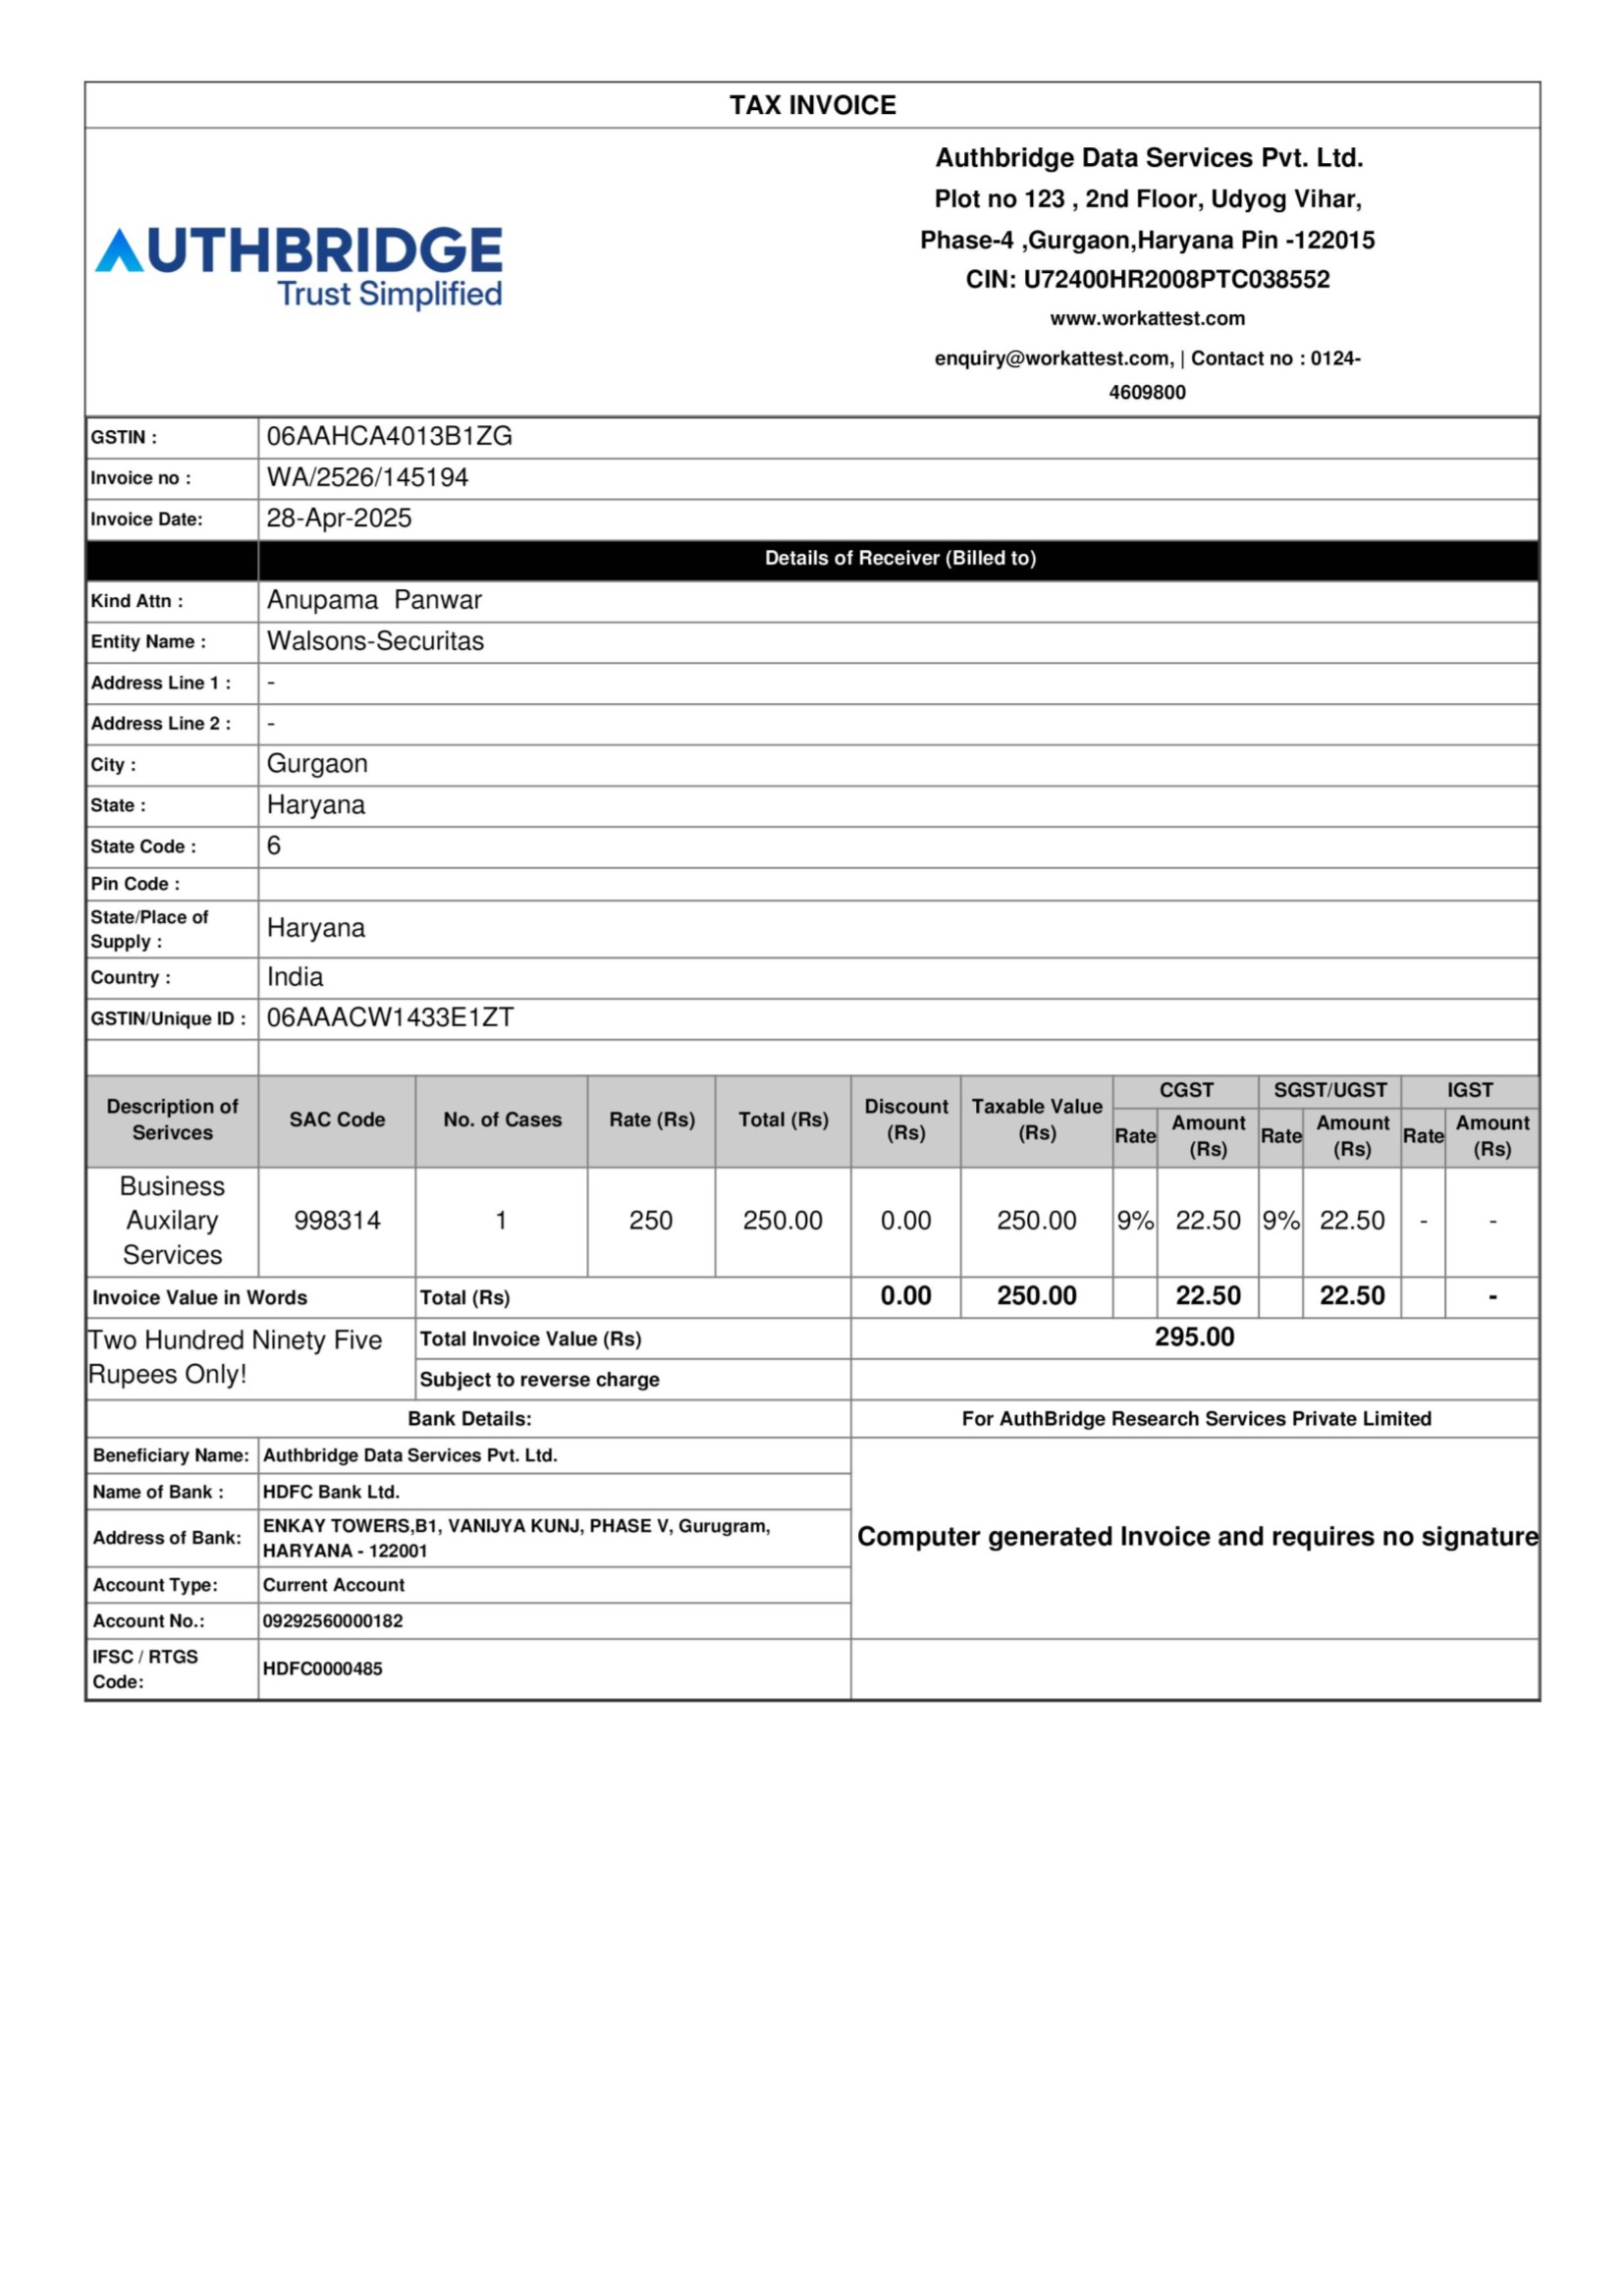 TAX INVOICE
AUTHBRIDGE
Trust Simplified
Authbridge Data Services Pvt. Ltd.
Plot no 123 , 2nd Floor, Udyog Vihar,
Phase-4 ,Gurgaon,Haryana Pin -122015
CIN: U72400HR2008PTC038552
www.workattest.com
enquiry@workattest.com, | Contact no : 0124-
4609800
GSTIN : 06AAHCA4013B1ZG
Invoice no : WA/2526/145194
Invoice Date: 28-Apr-2025
Details of Receiver (Billed to)
Kind Attn : Anupama Panwar
Entity Name : Walsons-Securitas
Address Line 1 : -
Address Line 2 : -
City : Gurgaon
State : Haryana
State Code : 6
Pin Code :
State/Place of
Supply : Haryana
Country : India
GSTIN/Unique ID : 06AAACW1433E1ZT
Description of
Serivces SAC Code No. of Cases Rate (Rs) Total (Rs) Discount
(Rs) Taxable Value
(Rs) CGST SGST/UGST IGST
Rate Amount
(Rs) Rate Amount
(Rs) Rate Amount
(Rs)
Business
Auxilary
Services 998314 1 250 250.00 0.00 250.00 9% 22.50 9% 22.50 - -
Invoice Value in Words Total (Rs) 0.00 250.00 22.50 22.50 -
Two Hundred Ninety Five
Rupees Only!
Total Invoice Value (Rs) 295.00
Subject to reverse charge
Bank Details: For AuthBridge Research Services Private Limited
Beneficiary Name: Authbridge Data Services Pvt. Ltd.
Name of Bank : HDFC Bank Ltd.
Address of Bank: ENKAY TOWERS,B1, VANIJYA KUNJ, PHASE V, Gurugram,
HARYANA - 122001
Computer generated Invoice and requires no signature
Account Type: Current Account
Account No.: 09292560000182
IFSC / RTGS
Code: HDFC0000485